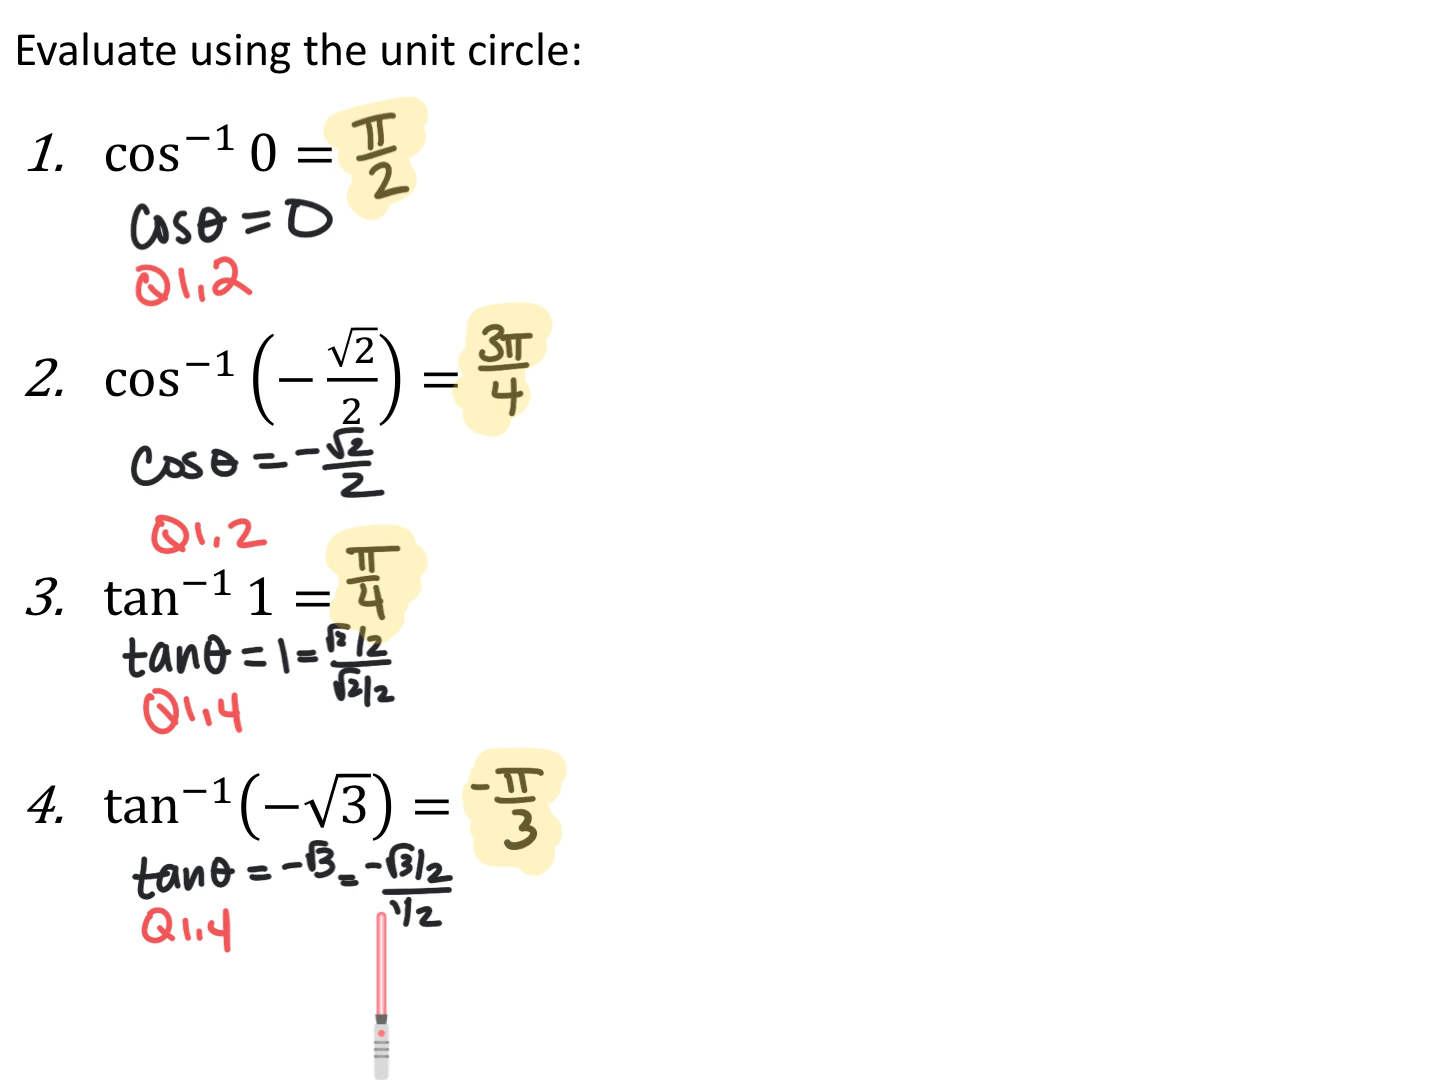 Evaluate using the unit circle:
1. cos⁻¹ 0 = π/2
cosθ = 0
Q1,2
2. cos⁻¹ (−√2/2) = 3π/4
cosθ = −√2/2
Q1,2
3. tan⁻¹ 1 = π/4
tanθ = 1 = (√2/2)/(√2/2)
Q1,4
4. tan⁻¹(−√3) = −π/3
tanθ = −√3 = (−√3/2)/(1/2)
Q1,4